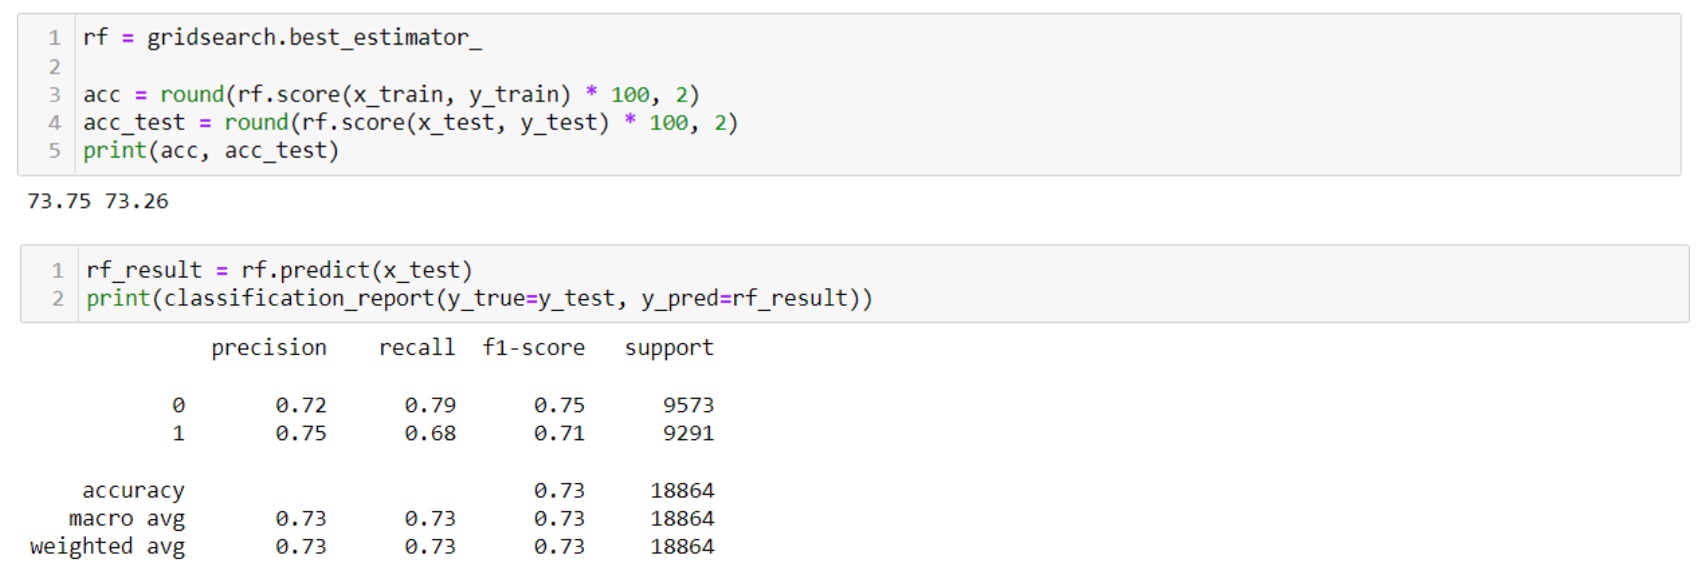 1 rf = gridsearch.best_estimator_
2
3 acc = round(rf.score(x_train, y_train) * 100, 2)
4 acc_test = round(rf.score(x_test, y_test) * 100, 2)
5 print(acc, acc_test)
73.75 73.26
1 rf_result = rf.predict(x_test)
2 print(classification_report(y_true=y_test, y_pred=rf_result))
precision recall f1-score support
0 0.72 0.79 0.75 9573
1 0.75 0.68 0.71 9291
accuracy 0.73 18864
macro avg 0.73 0.73 0.73 18864
weighted avg 0.73 0.73 0.73 18864